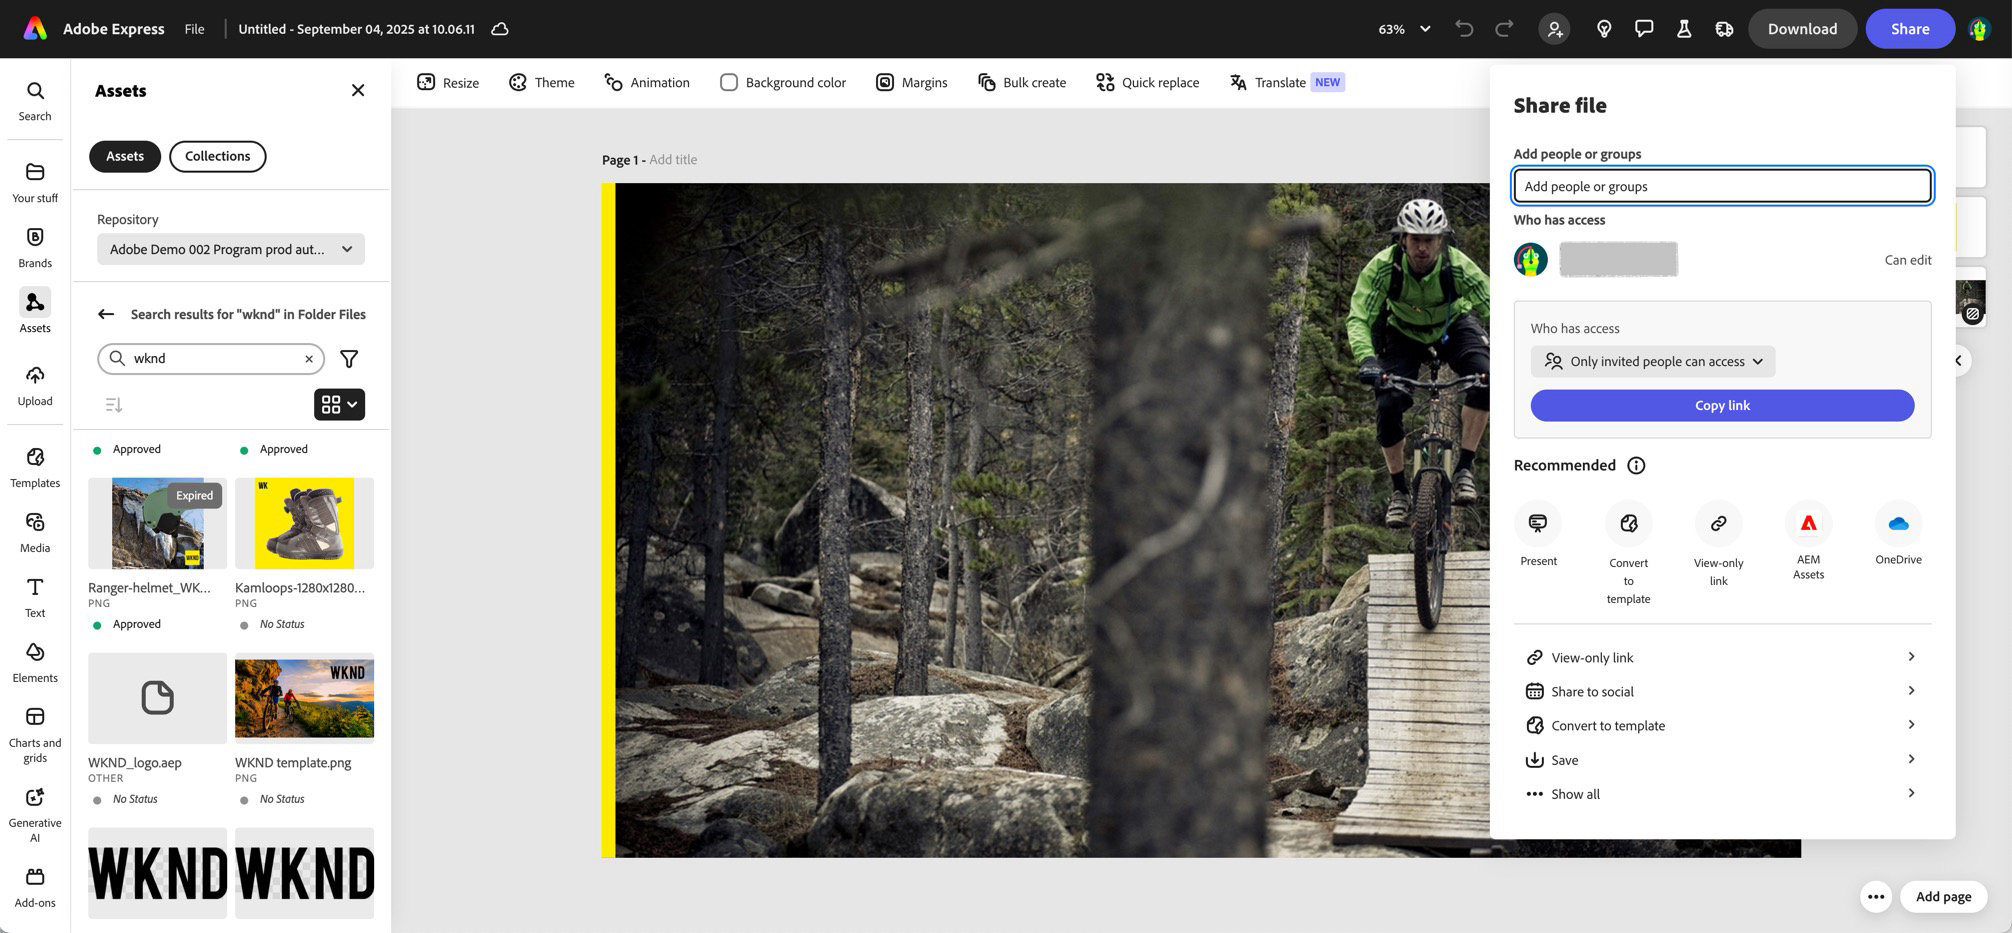 Adobe Express
File
Untitled - September 04, 2025 at 10.06.11
63%
Download
Share
Search
Your stuff
Brands
Assets
Upload
Templates
Media
Text
Elements
Charts and
grids
Generative
AI
Add-ons
Assets
Assets
Collections
Repository
Adobe Demo 002 Program prod aut...
Search results for "wknd" in Folder Files
wknd
Approved
Approved
Expired
WKND
WK
Ranger-helmet_WK...
PNG
Approved
Kamloops-1280x1280...
PNG
No Status
WKND_logo.aep
OTHER
No Status
WKND
WKND template.png
PNG
No Status
WKND
WKND
Resize
Theme
Animation
Background color
Margins
Bulk create
Quick replace
Translate
NEW
Page 1 - Add title
Share file
Add people or groups
Add people or groups
Who has access
Can edit
Who has access
Only invited people can access
Copy link
Recommended
Present
Convert
to
template
View-only
link
AEM
Assets
OneDrive
View-only link
Share to social
Convert to template
Save
Show all
Add page